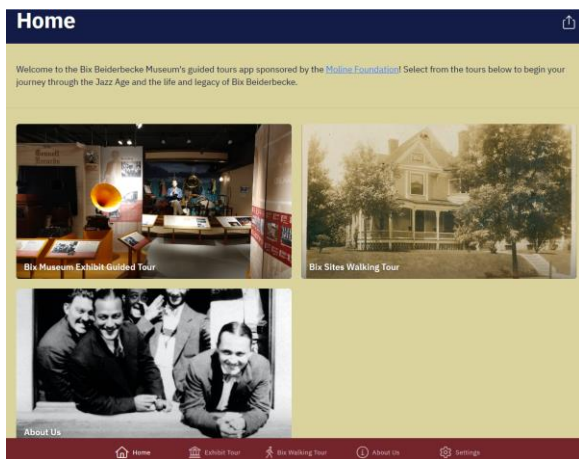 Home
Welcome to the Bix Beiderbecke Museum's guided tours app sponsored by the Moline Foundation! Select from the tours below to begin your
journey through the Jazz Age and the life and legacy of Bix Beiderbecke.
Bix Museum Exhibit Guided Tour
Bix Sites Walking Tour
About Us
Home
Exhibit Tour
Bix Walking Tour
About Us
Settings